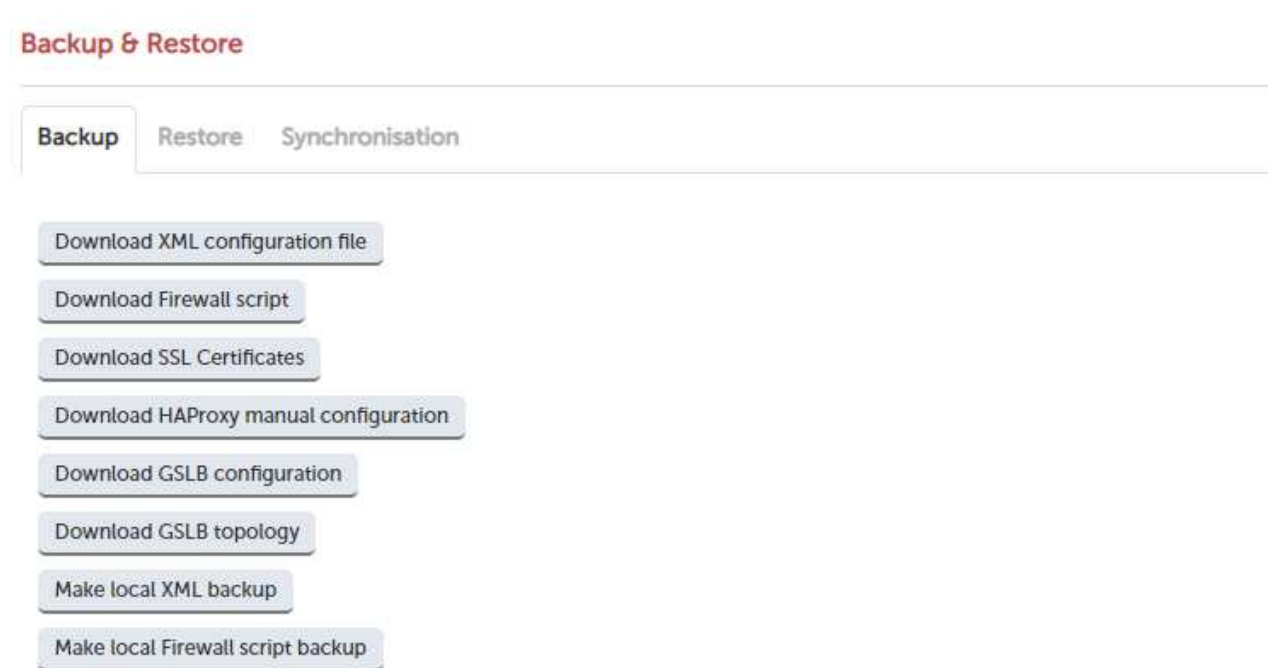 Backup & Restore
Backup Restore Synchronisation
Download XML configuration file
Download Firewall script
Download SSL Certificates
Download HAProxy manual configuration
Download GSLB configuration
Download GSLB topology
Make local XML backup
Make local Firewall script backup